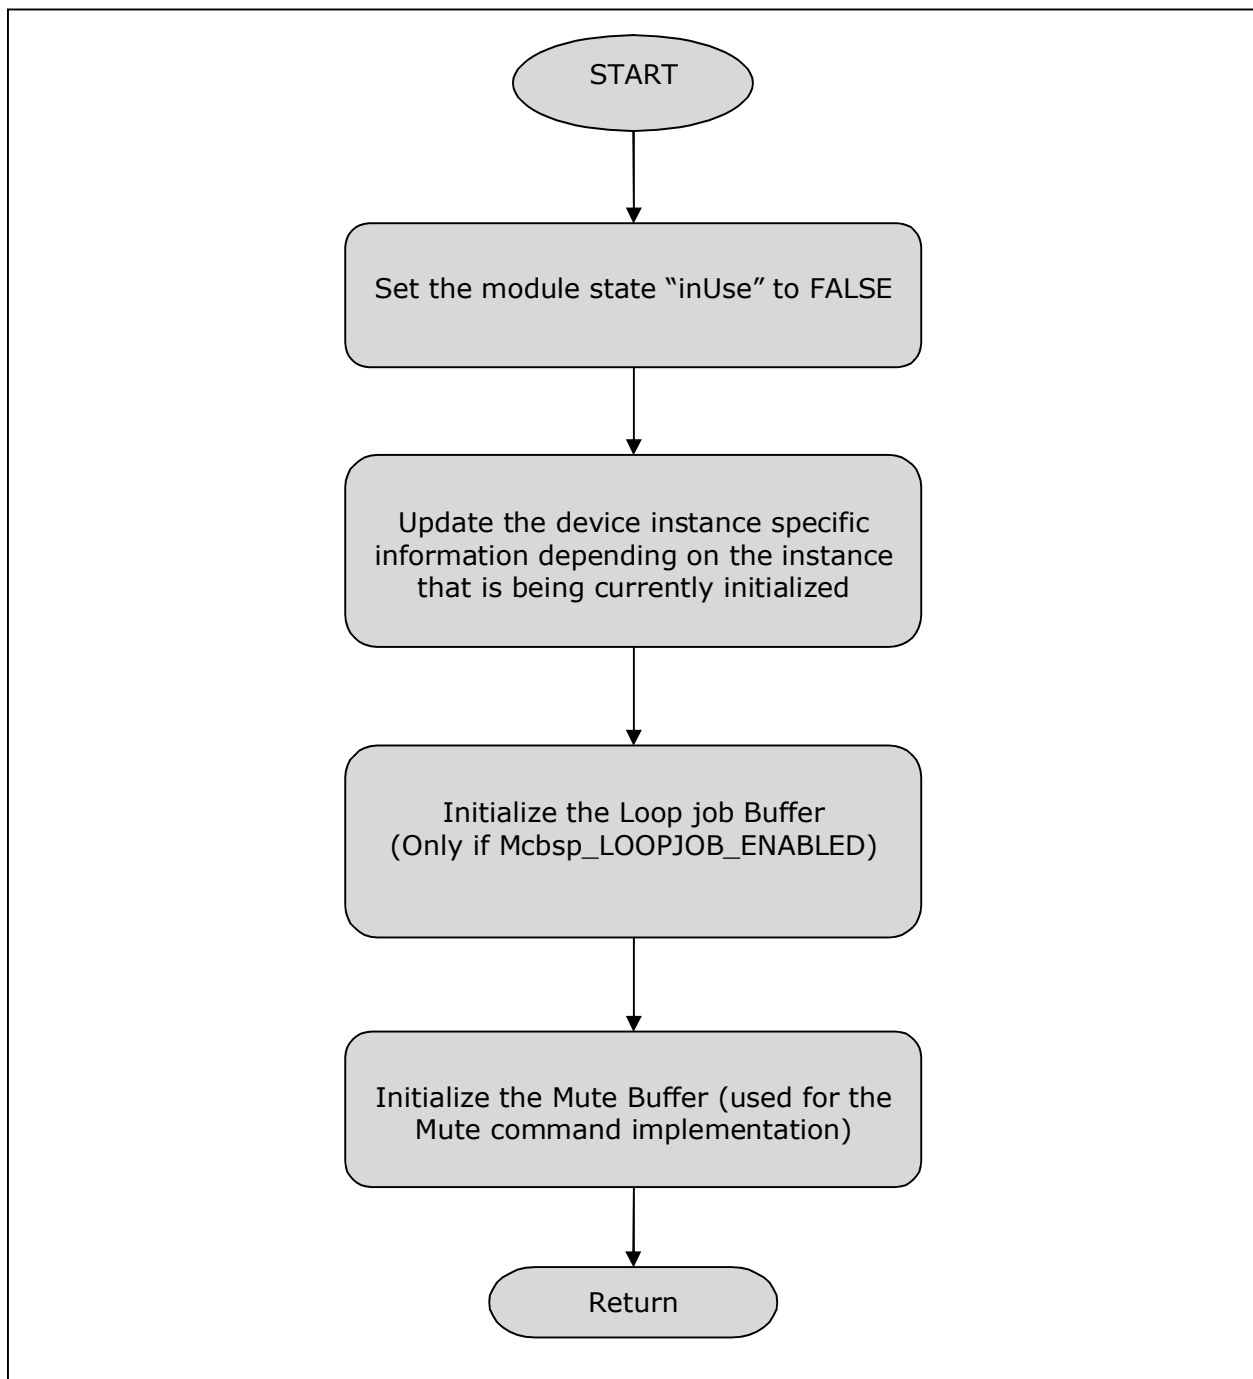 START
Set the module state “inUse” to FALSE
Update the device instance specific
information depending on the instance
that is being currently initialized
Initialize the Loop job Buffer
(Only if Mcbsp_LOOPJOB_ENABLED)
Initialize the Mute Buffer (used for the
Mute command implementation)
Return